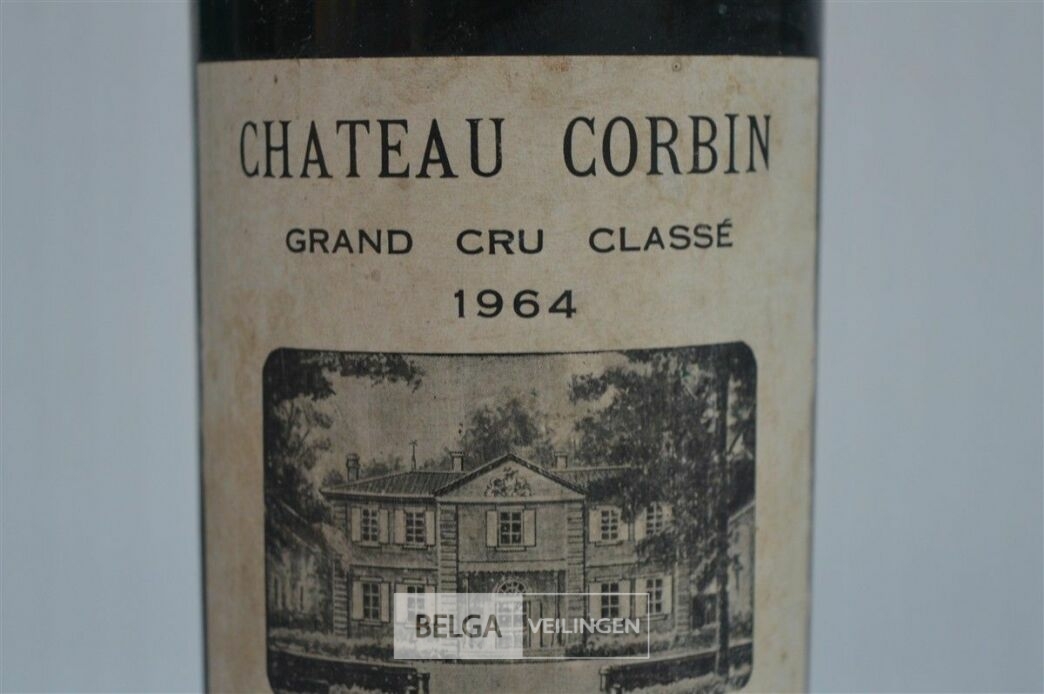 CHATEAU CORBIN
GRAND CRU CLASSÉ
1964
BELGA VEILINGEN